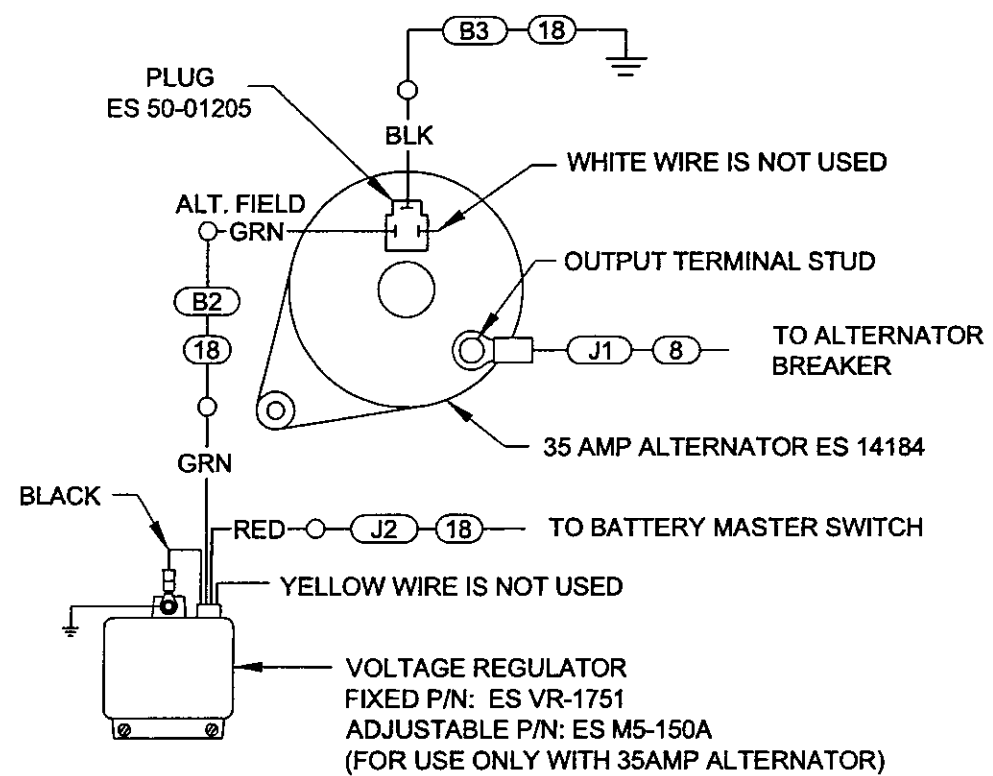 B3 18
PLUG
ES 50-01205
BLK
WHITE WIRE IS NOT USED
ALT. FIELD
GRN
OUTPUT TERMINAL STUD
B2
18
J1 8
TO ALTERNATOR
BREAKER
35 AMP ALTERNATOR ES 14184
GRN
BLACK
RED J2 18 TO BATTERY MASTER SWITCH
YELLOW WIRE IS NOT USED
VOLTAGE REGULATOR
FIXED P/N: ES VR-1751
ADJUSTABLE P/N: ES M5-150A
(FOR USE ONLY WITH 35AMP ALTERNATOR)